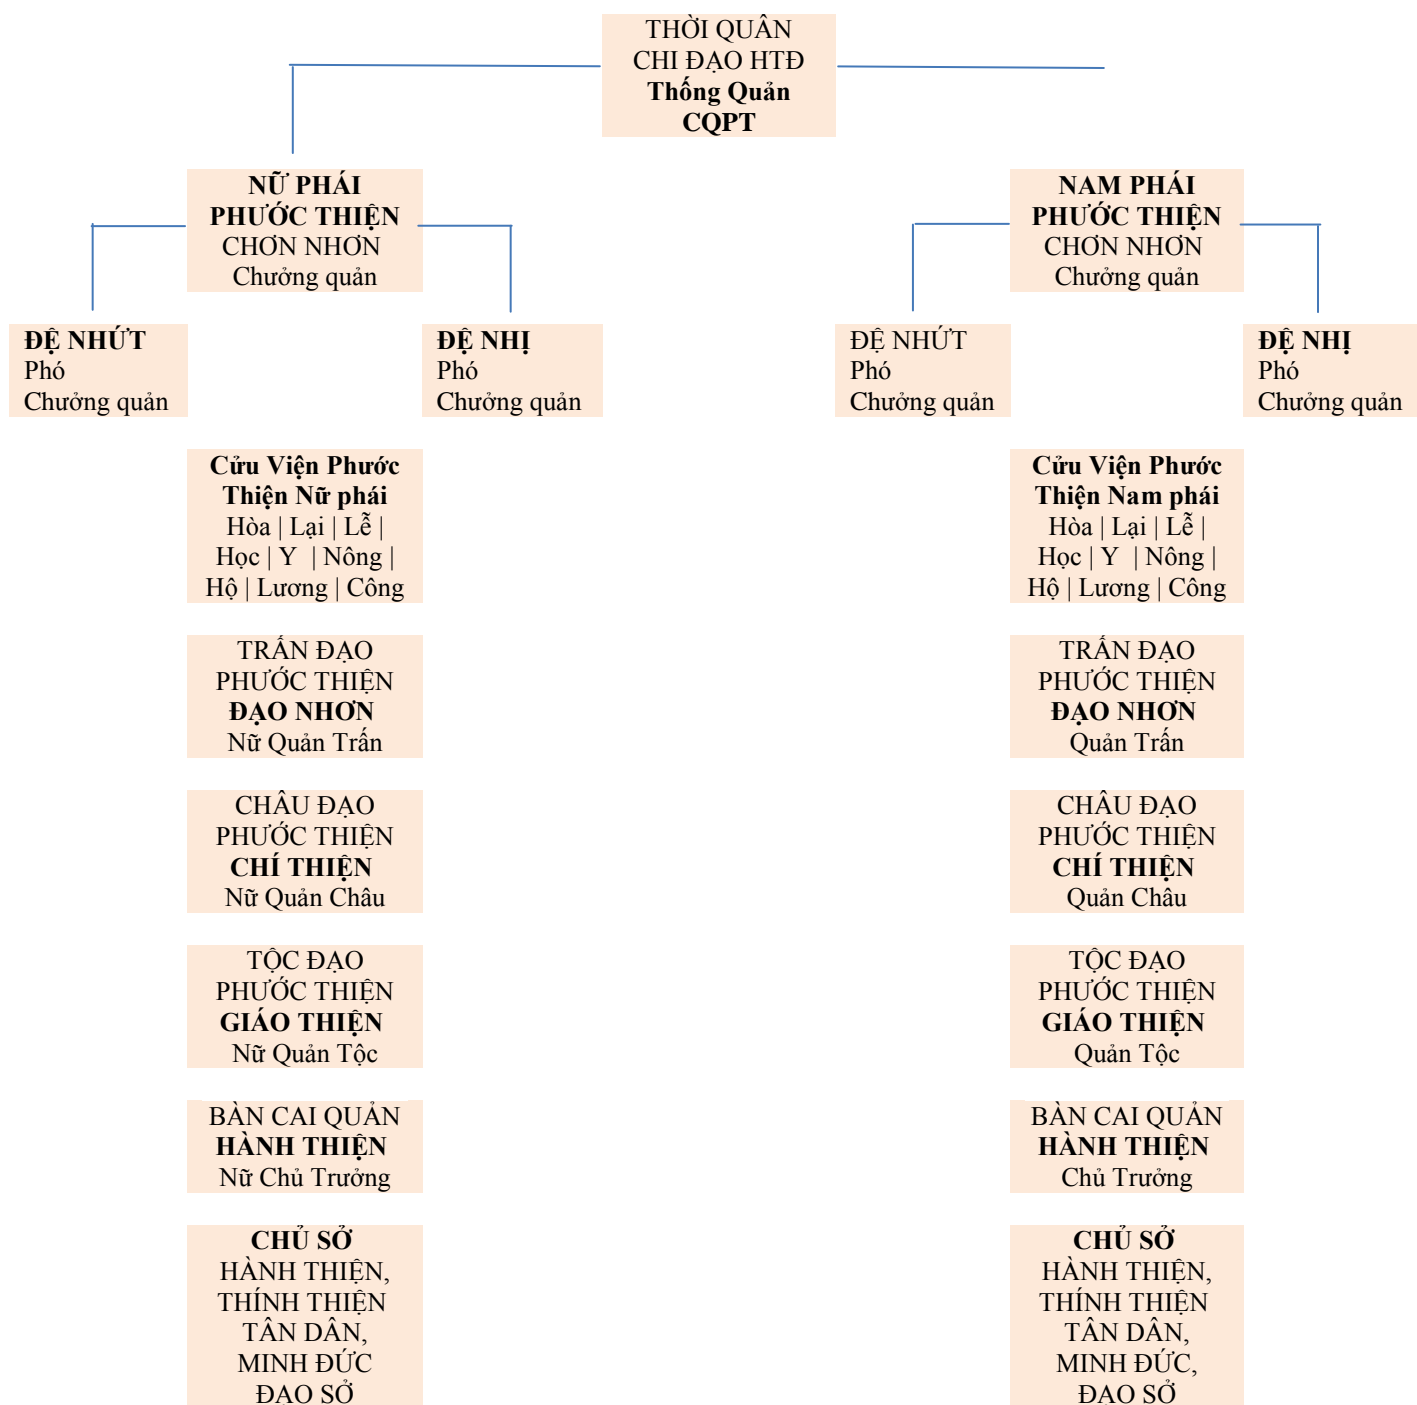 THỜI QUÂN
CHI ĐẠO HTĐ
Thống Quản
CQPT
NỮ PHÁI
PHƯỚC THIỆN
CHƠN NHƠN
Chưởng quản
NAM PHÁI
PHƯỚC THIỆN
CHƠN NHƠN
Chưởng quản
ĐỆ NHỨT
Phó
Chưởng quản
ĐỆ NHỊ
Phó
Chưởng quản
ĐỆ NHỨT
Phó
Chưởng quản
ĐỆ NHỊ
Phó
Chưởng quản
Cửu Viện Phước
Thiện Nữ phái
Hòa | Lại | Lễ |
Học | Y | Nông |
Hộ | Lương | Công
Cửu Viện Phước
Thiện Nam phái
Hòa | Lại | Lễ |
Học | Y | Nông |
Hộ | Lương | Công
TRẤN ĐẠO
PHƯỚC THIỆN
ĐẠO NHƠN
Nữ Quản Trấn
TRẤN ĐẠO
PHƯỚC THIỆN
ĐẠO NHƠN
Quản Trấn
CHÂU ĐẠO
PHƯỚC THIỆN
CHÍ THIỆN
Nữ Quản Châu
CHÂU ĐẠO
PHƯỚC THIỆN
CHÍ THIỆN
Quản Châu
TỘC ĐẠO
PHƯỚC THIỆN
GIÁO THIỆN
Nữ Quản Tộc
TỘC ĐẠO
PHƯỚC THIỆN
GIÁO THIỆN
Quản Tộc
BÀN CAI QUẢN
HÀNH THIỆN
Nữ Chủ Trưởng
BÀN CAI QUẢN
HÀNH THIỆN
Chủ Trưởng
CHỦ SỞ
HÀNH THIỆN,
THÍNH THIỆN
TÂN DÂN,
MINH ĐỨC
ĐẠO SỞ
CHỦ SỞ
HÀNH THIỆN,
THÍNH THIỆN
TÂN DÂN,
MINH ĐỨC,
ĐẠO SỞ